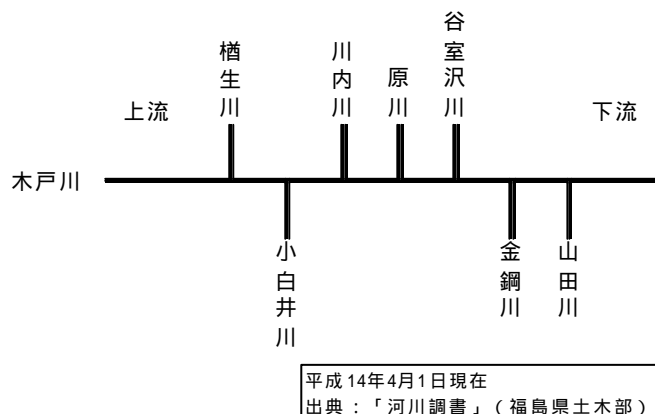 楢生川
川内川
原川
谷室沢川
上流
下流
木戸川
小白井川
金鋼川
山田川
平成14年4月1日現在
出典：「河川調書」（福島県土木部）